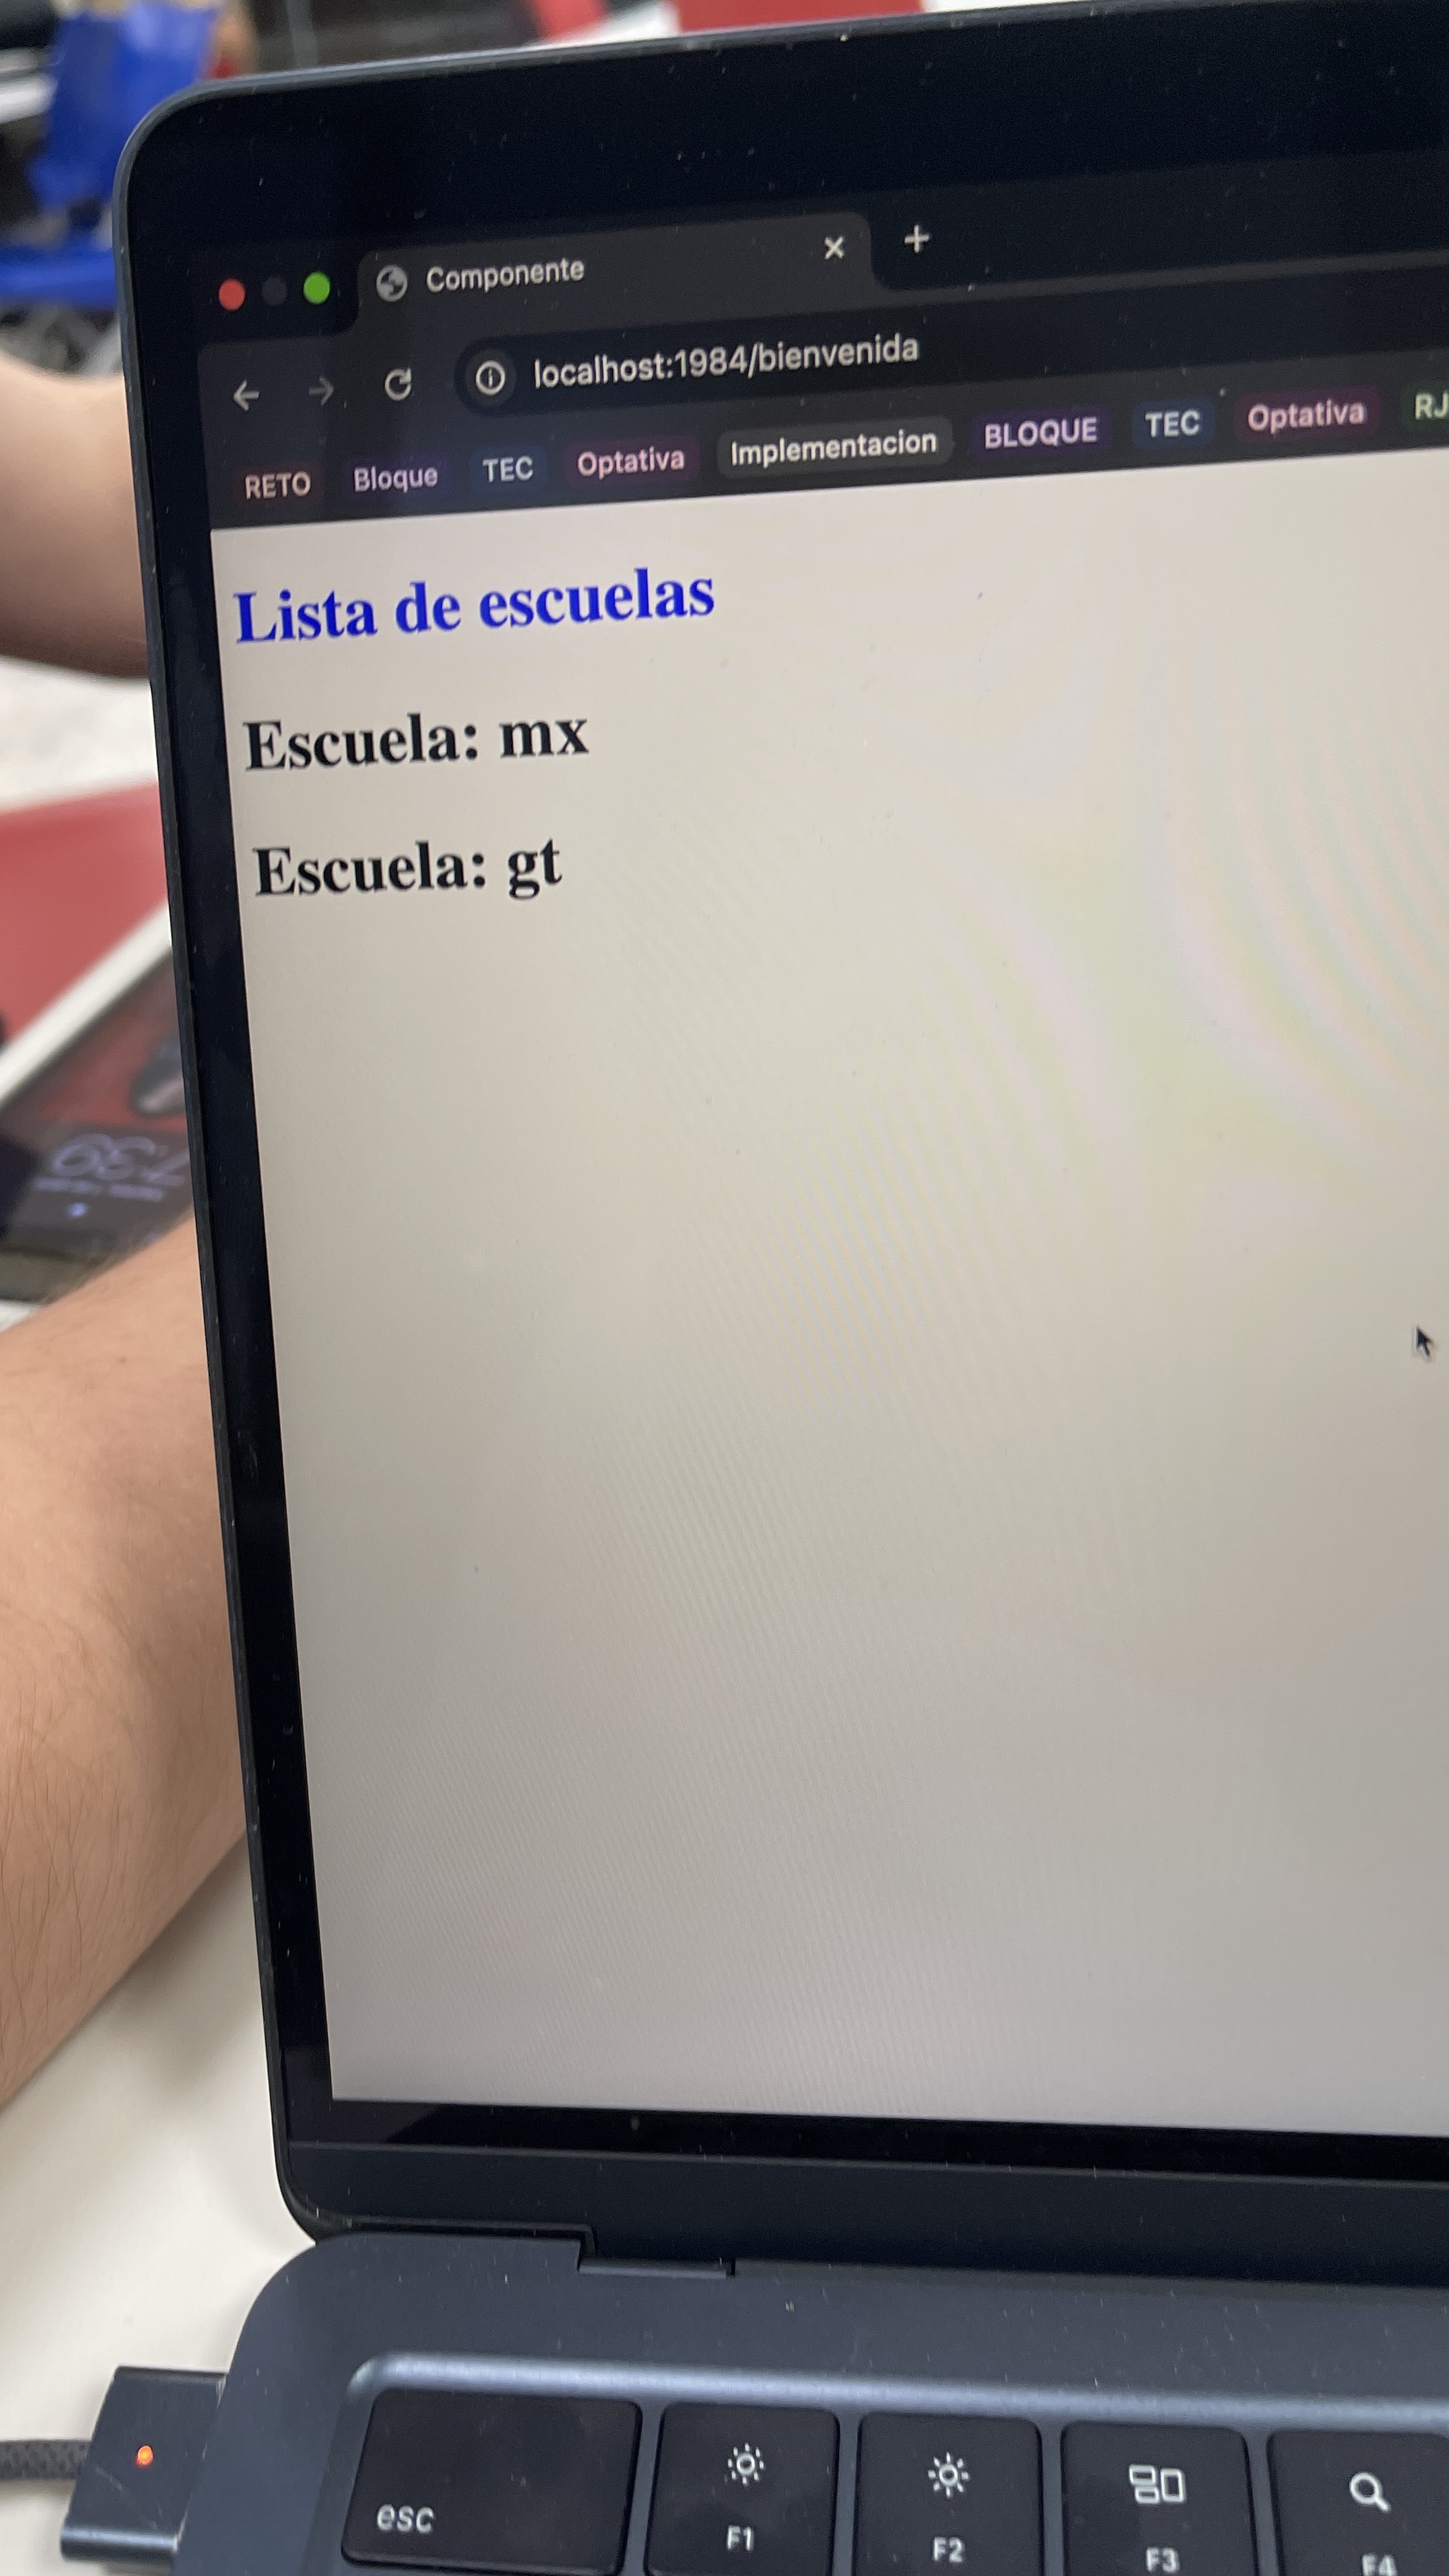 Componente
localhost:1984/bienvenida
RETO Bloque TEC Optativa Implementacion BLOQUE TEC Optativa RJ
Lista de escuelas
Escuela: mx
Escuela: gt
esc
F1 F2 F3 F4